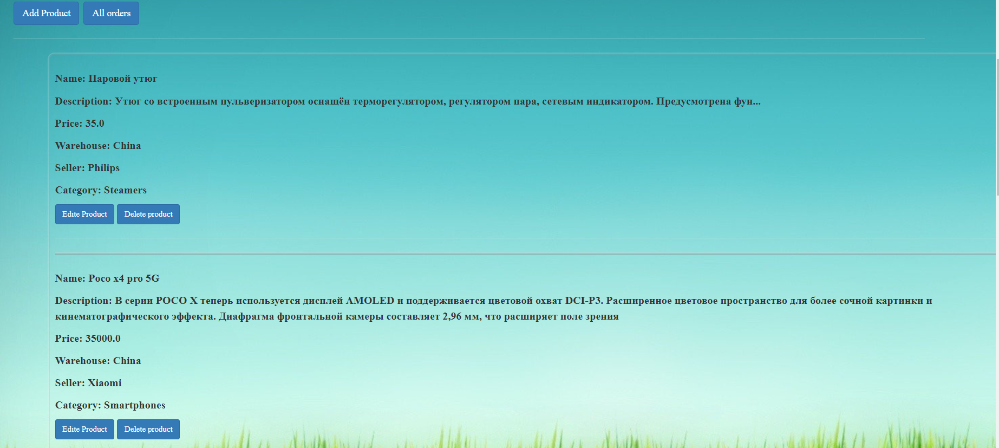 Add Product All orders
Name: Паровой утюг
Description: Утюг со встроенным пульверизатором оснащён терморегулятором, регулятором пара, сетевым индикатором. Предусмотрена фун...
Price: 35.0
Warehouse: China
Seller: Philips
Category: Steamers
Edite Product Delete product
Name: Poco x4 pro 5G
Description: В серии POCO X теперь используется дисплей AMOLED и поддерживается цветовой охват DCI-P3. Расширенное цветовое пространство для более сочной картинки и
кинематографического эффекта. Диафрагма фронтальной камеры составляет 2,96 мм, что расширяет поле зрения
Price: 35000.0
Warehouse: China
Seller: Xiaomi
Category: Smartphones
Edite Product Delete product